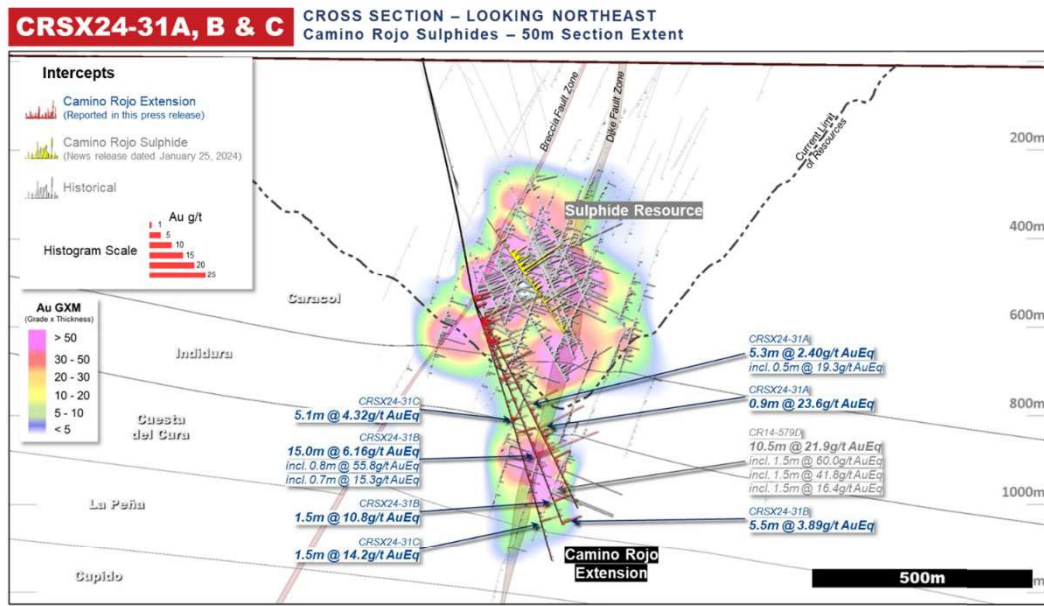 CRSX24-31A, B & C
CROSS SECTION – LOOKING NORTHEAST
Camino Rojo Sulphides – 50m Section Extent
Intercepts
Camino Rojo Extension
(Reported in this press release)
Camino Rojo Sulphide
(News release dated January 25, 2024)
Historical
Au g/t
Histogram Scale
1
5
10
15
20
25
Au GXM
(Grade x Thickness)
> 50
30 - 50
20 - 30
10 - 20
5 - 10
< 5
Breccia Fault Zone
Dike Fault Zone
Current Limit
of Resources
Sulphide Resource
200m
400m
600m
800m
1000m
Caracol
Indidura
Cuesta
del Cura
La Peña
Cupido
CRSX24-31C
5.1m @ 4.32g/t AuEq
CRSX24-31B
15.0m @ 6.16g/t AuEq
incl. 0.8m @ 55.8g/t AuEq
incl. 0.7m @ 15.3g/t AuEq
CRSX24-31B
1.5m @ 10.8g/t AuEq
CRSX24-31C
1.5m @ 14.2g/t AuEq
CRSX24-31A
5.3m @ 2.40g/t AuEq
incl. 0.5m @ 19.3g/t AuEq
CRSX24-31A
0.9m @ 23.6g/t AuEq
CR14-579D
10.5m @ 21.9g/t AuEq
incl. 1.5m @ 60.0g/t AuEq
incl. 1.5m @ 41.8g/t AuEq
incl. 1.5m @ 16.4g/t AuEq
CRSX24-31B
5.5m @ 3.89g/t AuEq
Camino Rojo
Extension
500m